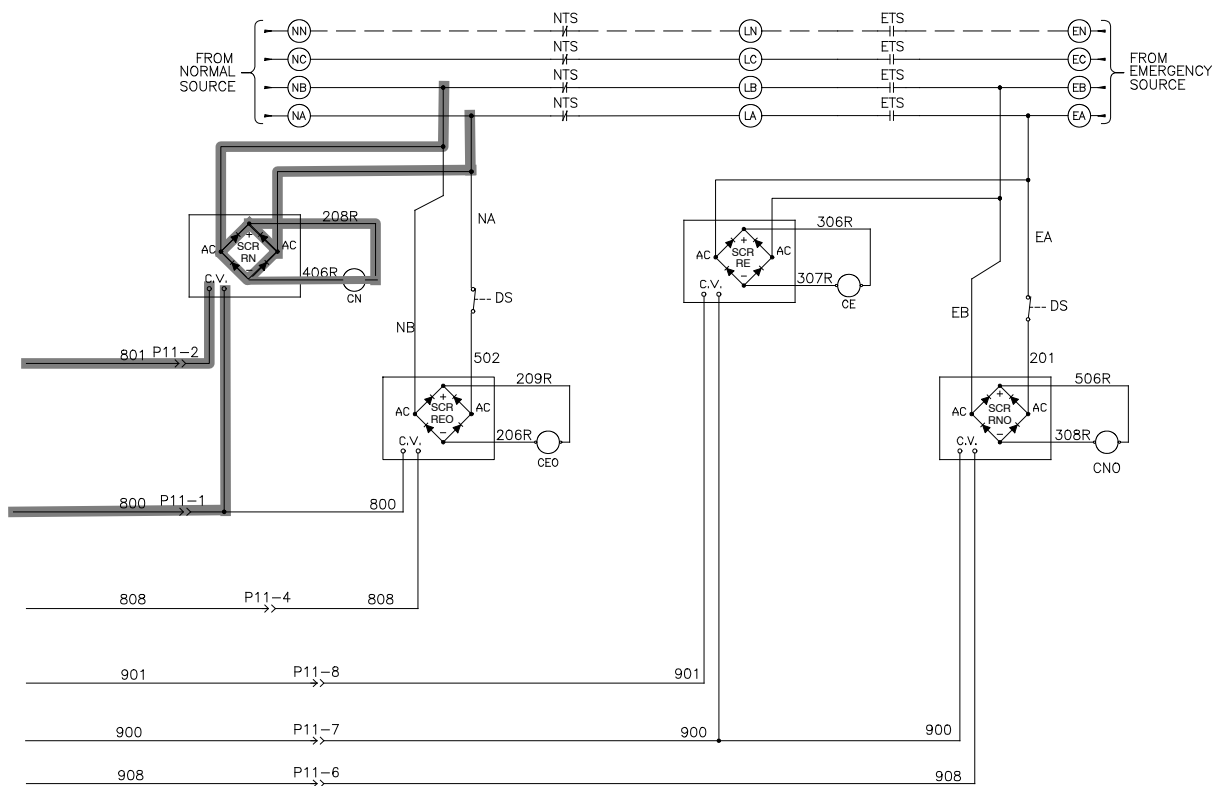 NTS ETS
NN LN EN
NTS ETS
FROM NC LC EC FROM
NORMAL NTS ETS EMERGENCY
SOURCE NB LB EB SOURCE
NTS ETS
NA LA EA
208R
NA
306R
EA
AC + AC
SCR
RN
−
AC + AC
SCR
RE
−
406R
CN
C.V.
307R
CE
C.V.
DS
DS
NB
EB
801 P11-2
502
201
209R
506R
AC + AC
SCR
REO
−
AC + AC
SCR
RNO
−
C.V.
206R
CEO
C.V.
308R
CNO
800 P11-1 800
808 P11-4 808
901 P11-8 901
900 P11-7 900 900
908 P11-6 908